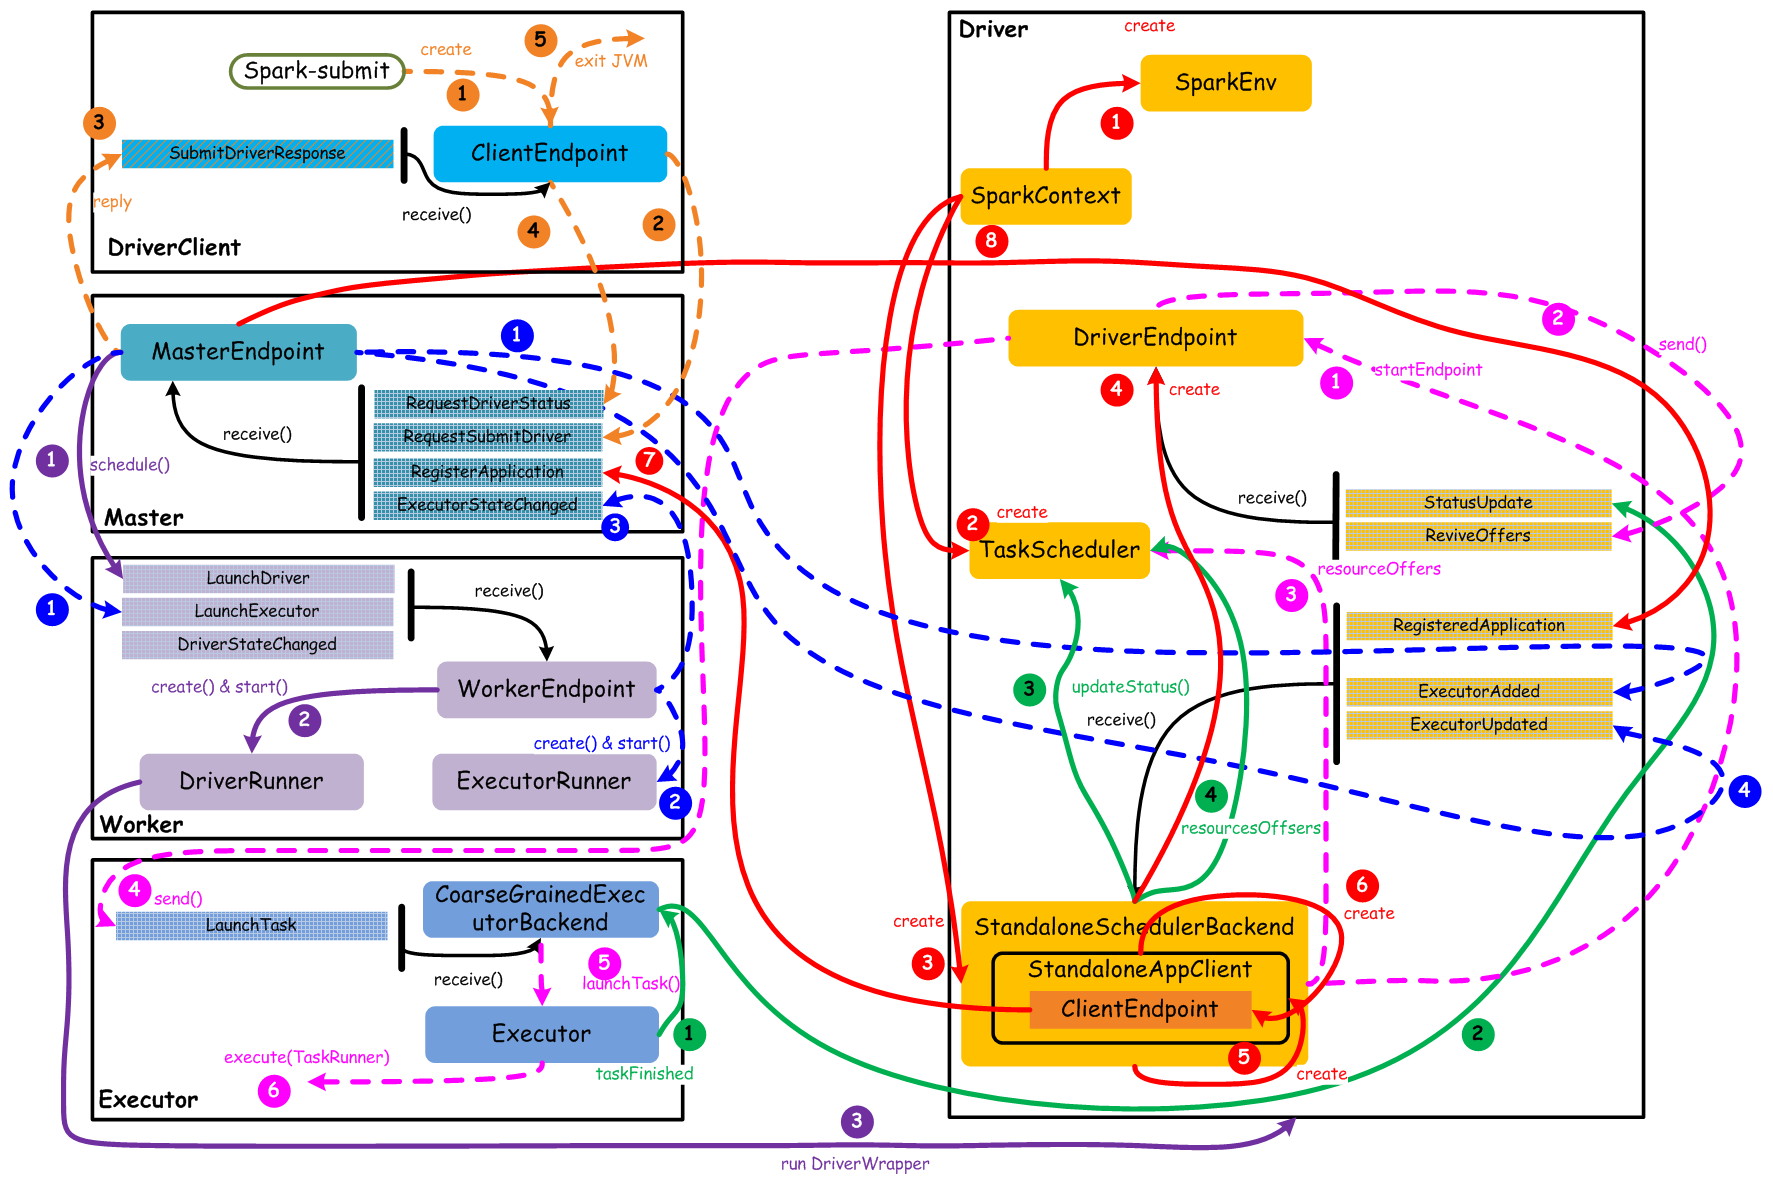 create
5
exit JVM
Spark-submit
1
3
SubmitDriverResponse
ClientEndpoint
reply
receive()
4
2
DriverClient
MasterEndpoint
1
RequestDriverStatus
receive()
RequestSubmitDriver
1
schedule()
7
RegisterApplication
ExecutorStateChanged
Master
3
LaunchDriver
receive()
1
LaunchExecutor
DriverStateChanged
create() & start()
WorkerEndpoint
2
create() & start()
DriverRunner
ExecutorRunner
2
Worker
4
send()
CoarseGrainedExec
utorBackend
LaunchTask
receive()
5
launchTask()
Executor
1
execute(TaskRunner)
6
taskFinished
Executor
3
run DriverWrapper
Driver
create
SparkEnv
1
SparkContext
8
2
DriverEndpoint
send()
4
create
1
startEndpoint
receive()
StatusUpdate
ReviveOffers
2
create
TaskScheduler
resourceOffers
3
RegisteredApplication
3
updateStatus()
receive()
ExecutorAdded
ExecutorUpdated
4
4
resourcesOffsers
6
create
create
StandaloneSchedulerBackend
3
StandaloneAppClient
ClientEndpoint
5
create
2